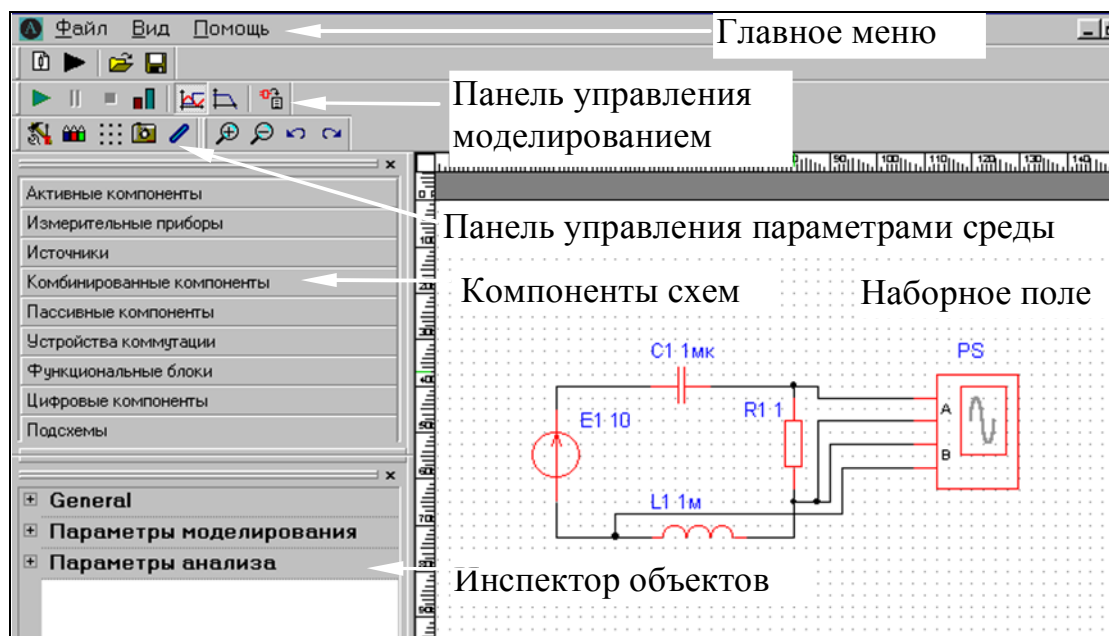 Файл Вид Помощь
Главное меню
Панель управления
моделированием
Активные компоненты
Измерительные приборы
Источники
Комбинированные компоненты
Пассивные компоненты
Устройства коммутации
Функциональные блоки
Цифровые компоненты
Подсхемы
Панель управления параметрами среды
Компоненты схем
Наборное поле
C1 1мк
PS
E1 10
R1 1
A
B
L1 1м
General
Параметры моделирования
Параметры анализа
Инспектор объектов